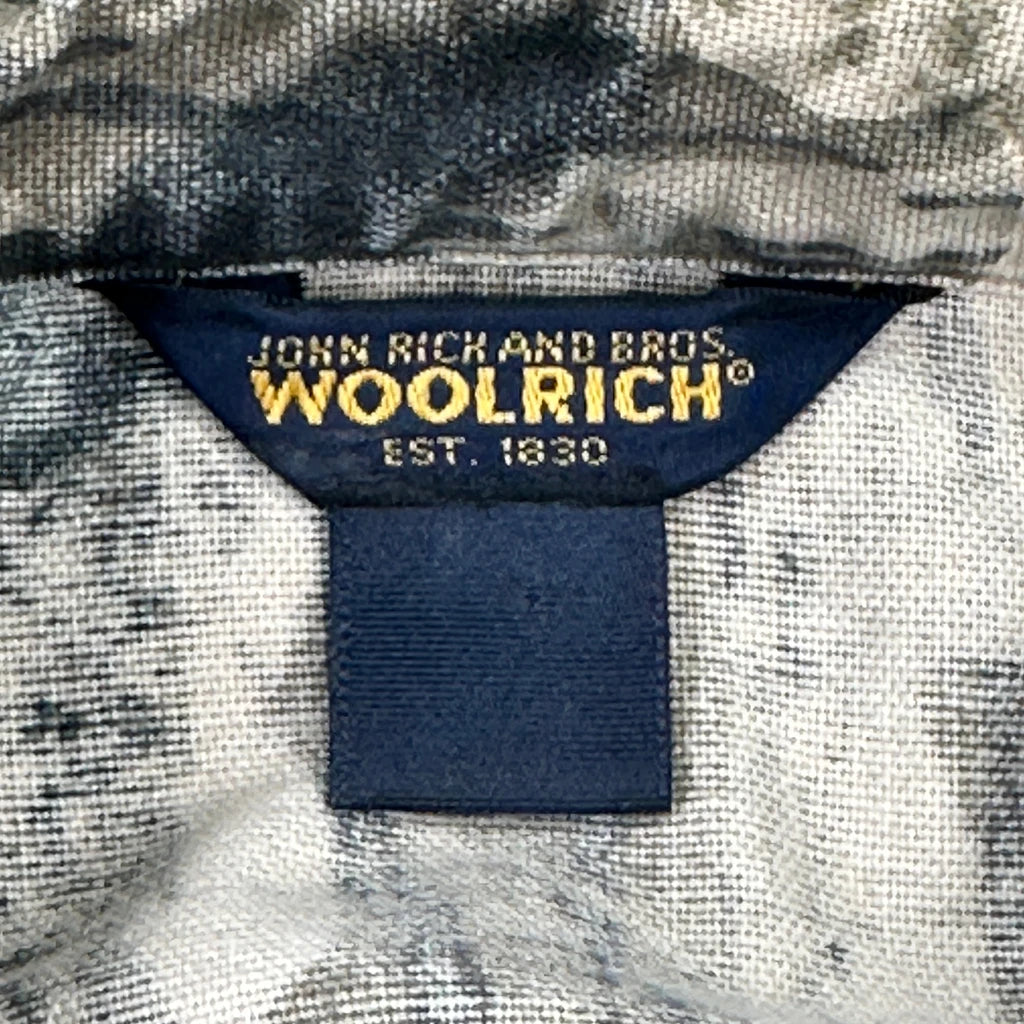 JOHN RICH AND BROS.
WOOLRICH®
EST. 1830